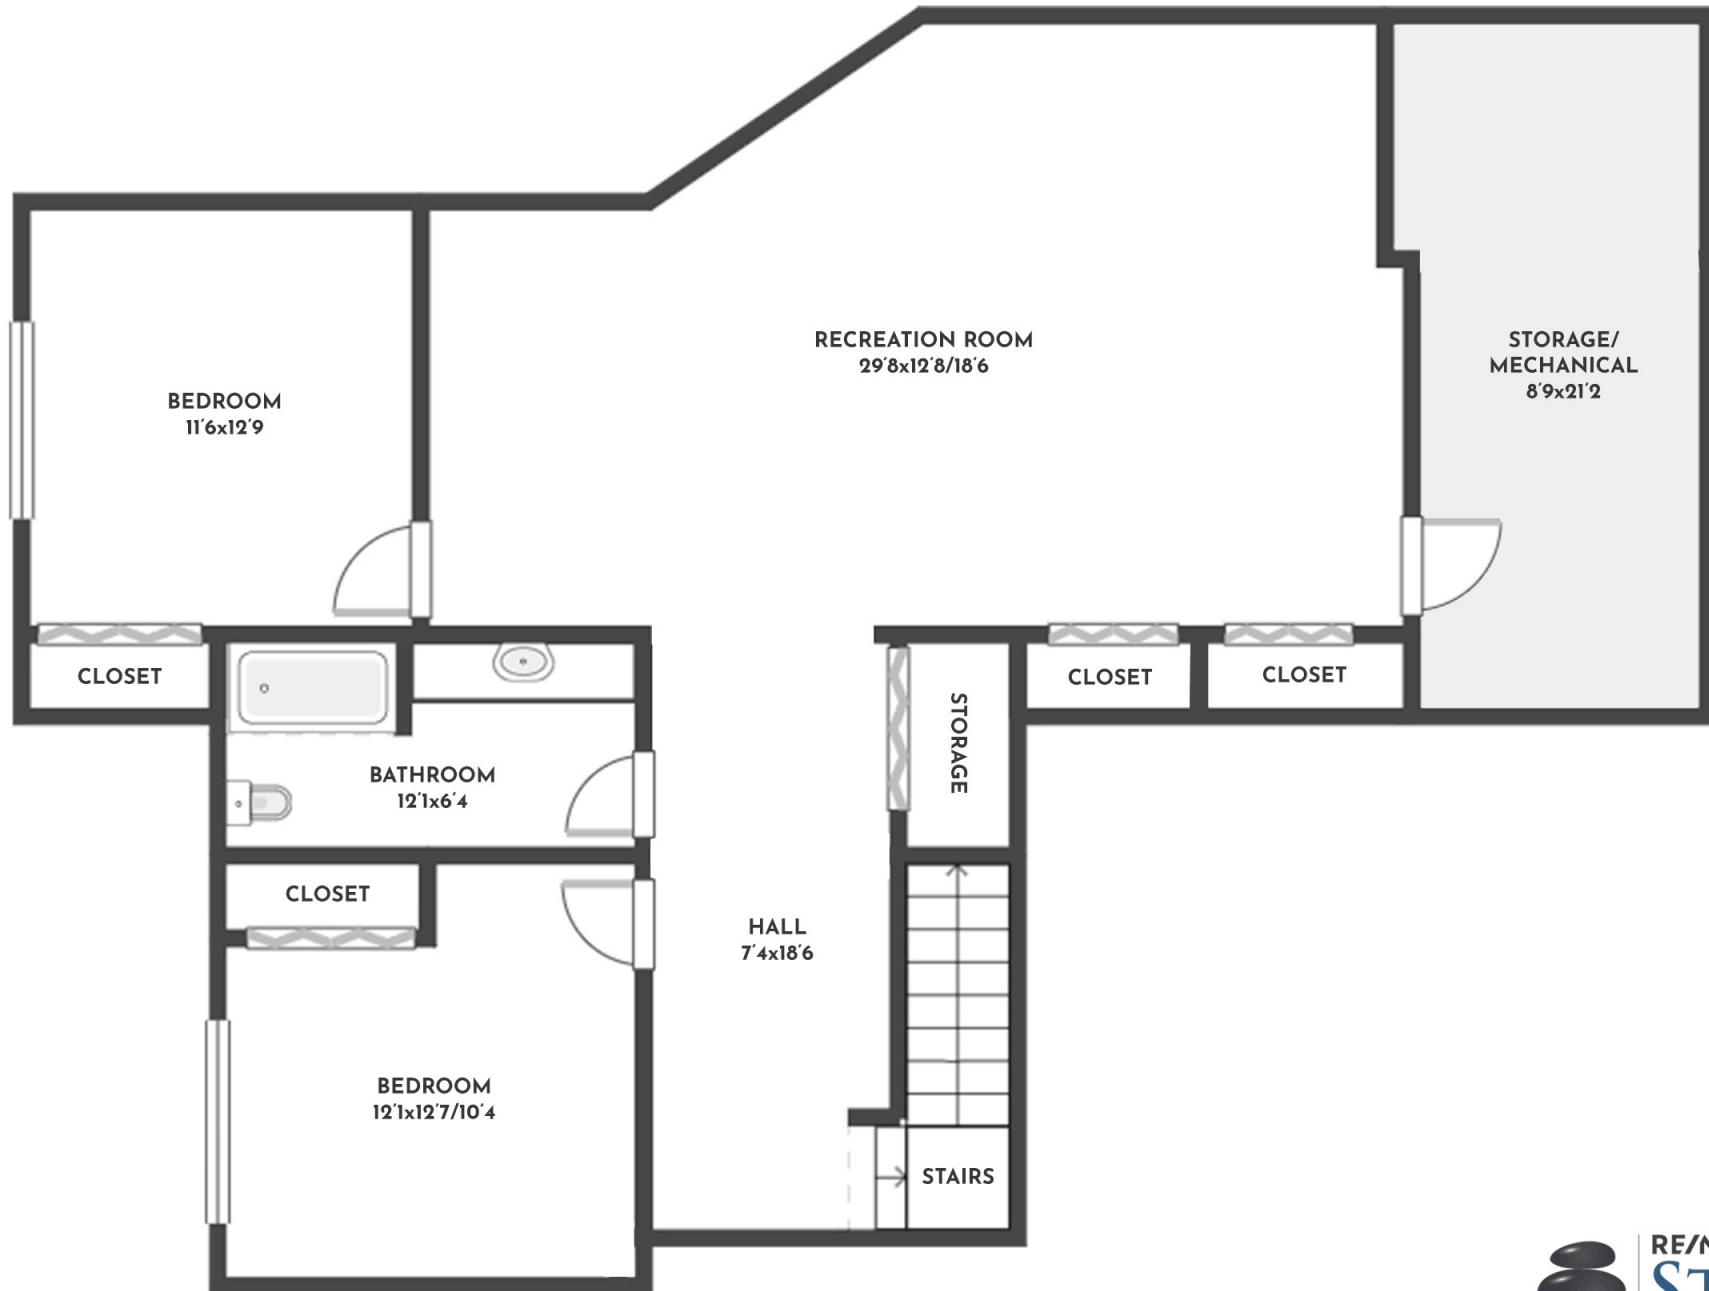 RECREATION ROOM
29'8x12'8/18'6
STORAGE/
MECHANICAL
8'9x21'2
BEDROOM
11'6x12'9
CLOSET
CLOSET
CLOSET
STORAGE
BATHROOM
12'1x6'4
CLOSET
HALL
7'4x18'6
BEDROOM
12'1x12'7/10'4
STAIRS